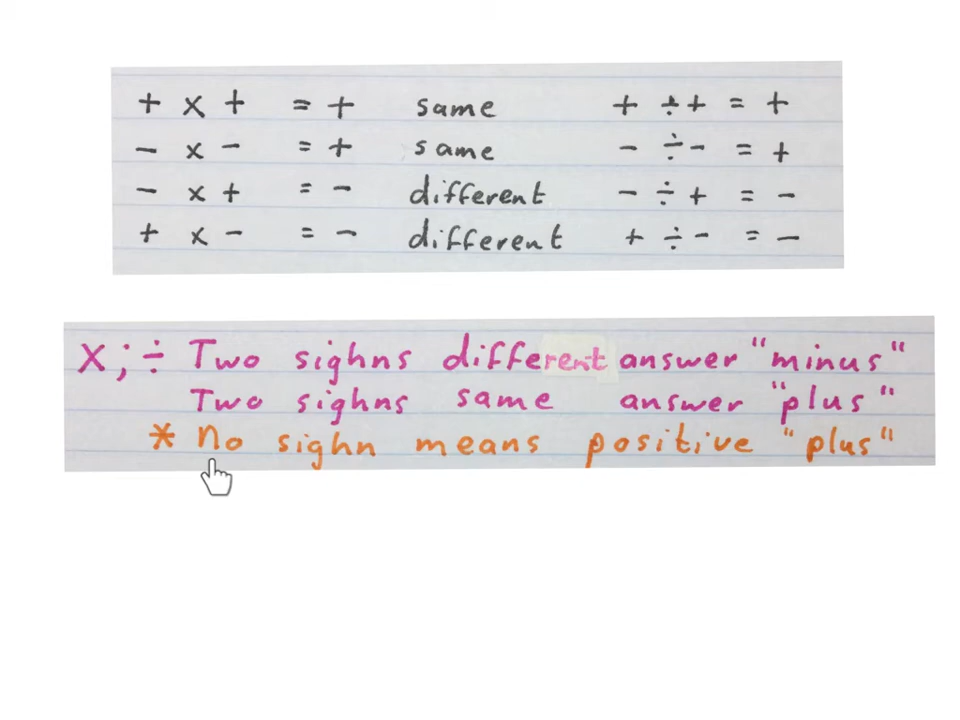 + x + = + same + ÷ + = +
- x - = + same - ÷ - = +
- x + = - different - ÷ + = -
+ x - = - different + ÷ - = -
X ; ÷ Two sighns different answer "minus"
Two sighns same answer "plus"
* No sighn means positive "plus"